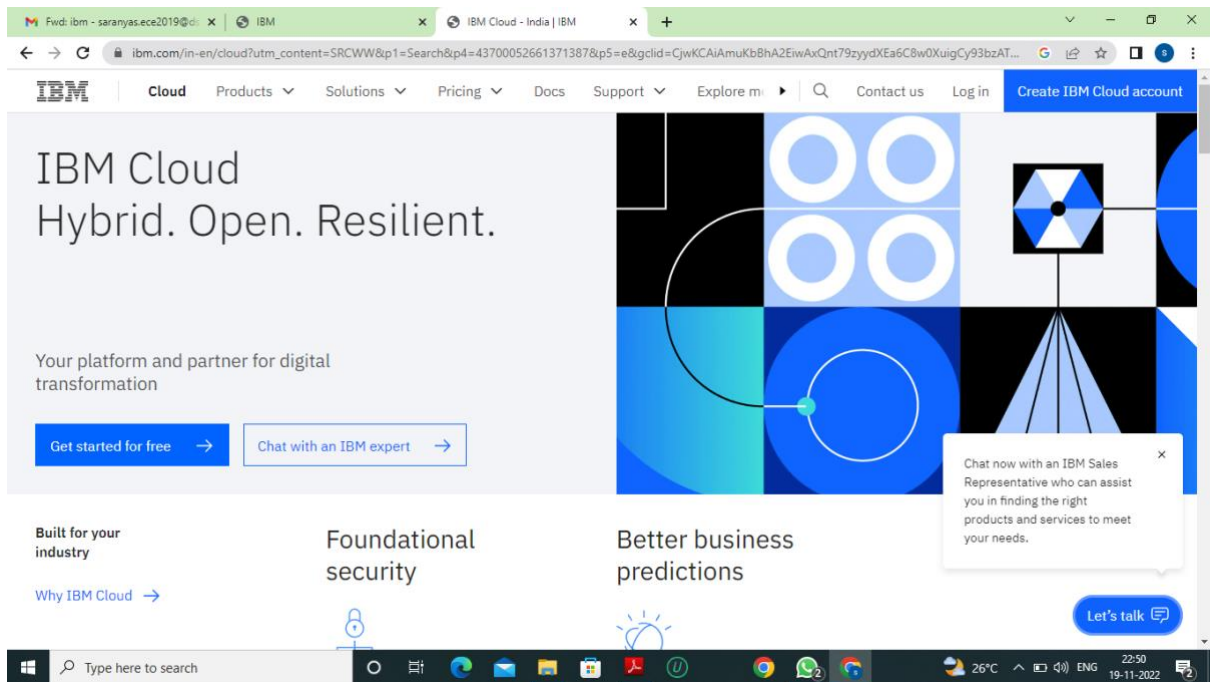 Fwd: ibm - saranyas.ece2019@ds
IBM
IBM Cloud - India | IBM
ibm.com/in-en/cloud?utm_content=SRCWW&p1=Search&p4=43700052661371387&p5=e&gclid=CjwKCAiAmuKbBhA2EiwAxQnt79zyydXEa6C8w0XuigCy93bzAT...
IBM Cloud Products Solutions Pricing Docs Support Explore m Contact us Log in Create IBM Cloud account
IBM Cloud
Hybrid. Open. Resilient.
Your platform and partner for digital
transformation
Get started for free → Chat with an IBM expert →
Chat now with an IBM Sales
Representative who can assist
you in finding the right
products and services to meet
your needs.
Built for your
industry
Why IBM Cloud →
Foundational
security
Better business
predictions
Let's talk
Type here to search
2
26°C ENG 22:50
19-11-2022
2